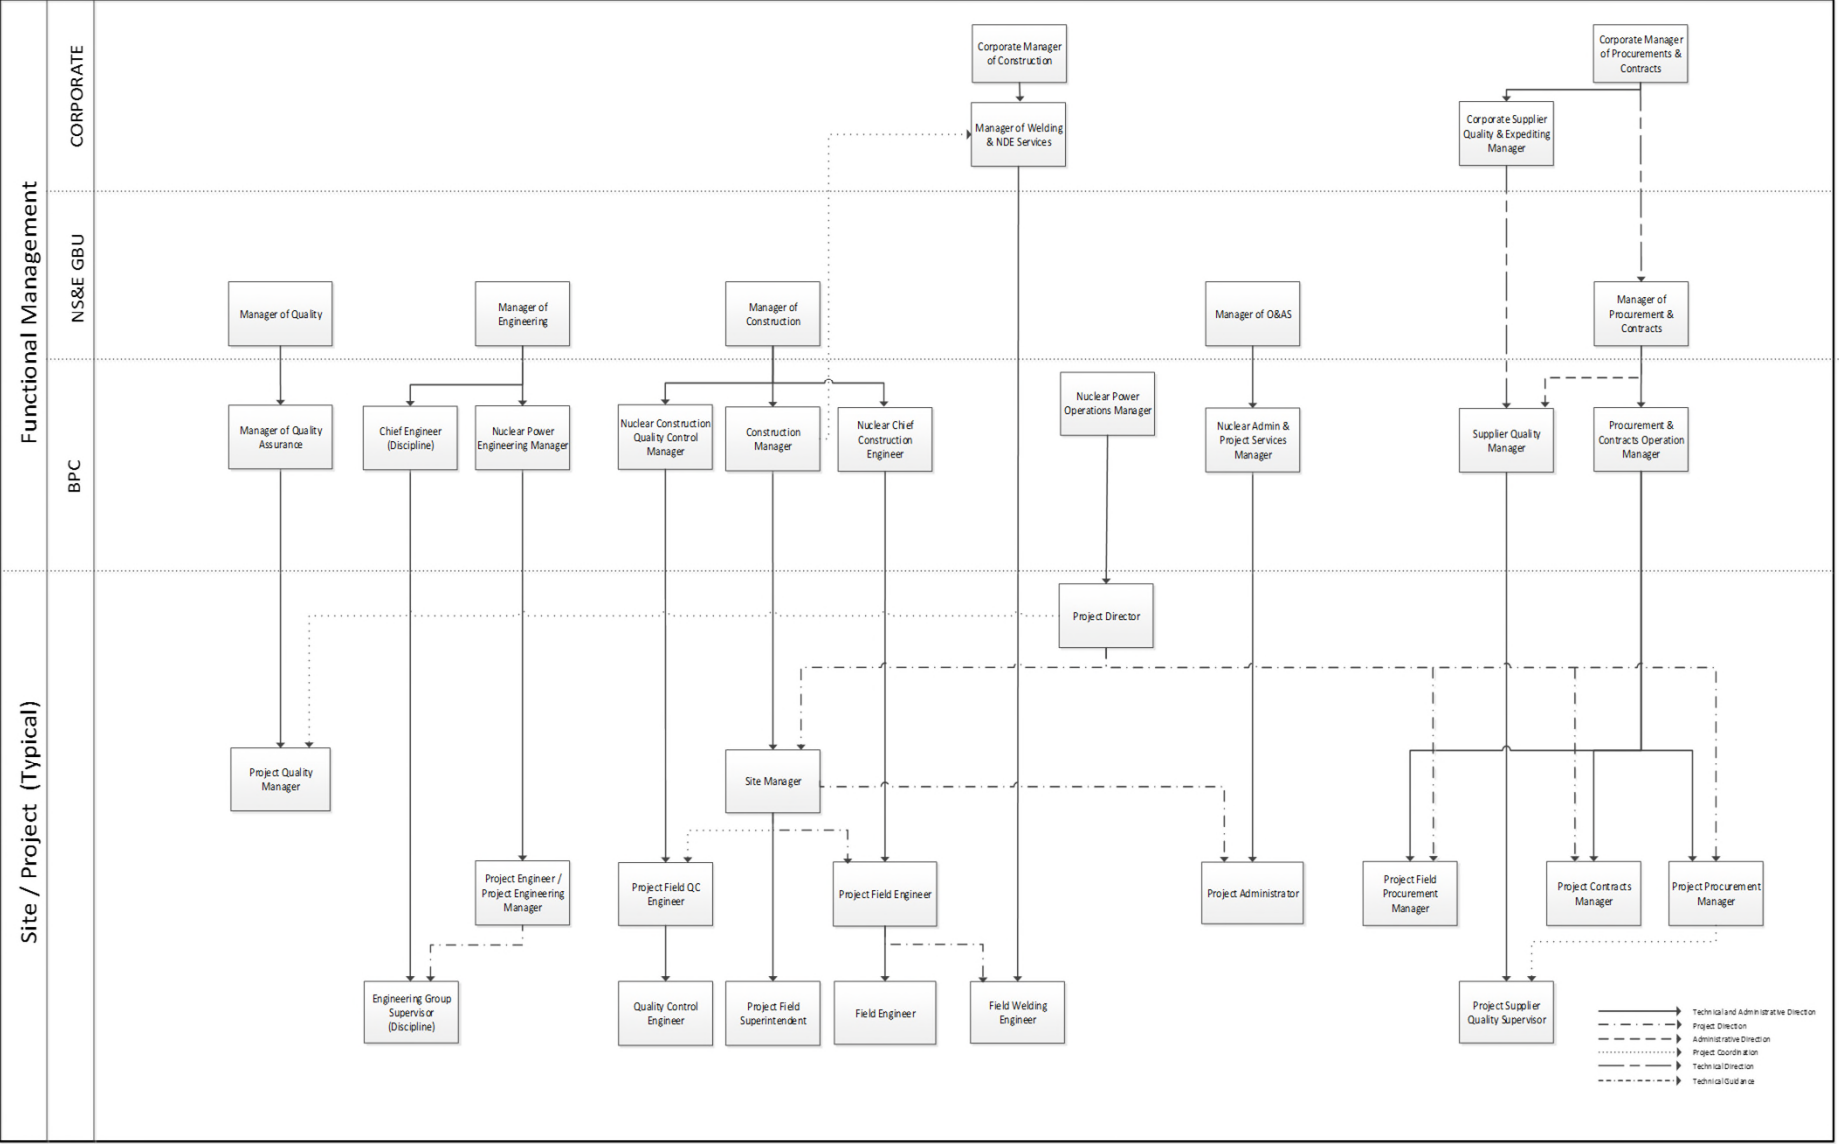 Functional Management
CORPORATE
NS&E GBU
BPC
Site / Project (Typical)
Corporate Manager
of Construction
Corporate Manager
of Procurements &
Contracts
Manager of Welding
& NDE Services
Corporate Supplier
Quality & Expediting
Manager
Manager of Quality
Manager of
Engineering
Manager of
Construction
Manager of O&AS
Manager of
Procurement &
Contracts
Manager of Quality
Assurance
Chief Engineer
(Discipline)
Nuclear Power
Engineering Manager
Nuclear Construction
Quality Control
Manager
Construction
Manager
Nuclear Chief
Construction
Engineer
Nuclear Power
Operations Manager
Nuclear Admin &
Project Services
Manager
Supplier Quality
Manager
Procurement &
Contracts Operation
Manager
Project Director
Project Quality
Manager
Site Manager
Project Engineer /
Project Engineering
Manager
Project Field QC
Engineer
Project Field Engineer
Project Administrator
Project Field
Procurement
Manager
Project Contracts
Manager
Project Procurement
Manager
Engineering Group
Supervisor
(Discipline)
Quality Control
Engineer
Project Field
Superintendent
Field Engineer
Field Welding
Engineer
Project Supplier
Quality Supervisor
Technical and Administrative Direction
Project Direction
Administrative Direction
Project Coordination
Technical Direction
Technical Guidance